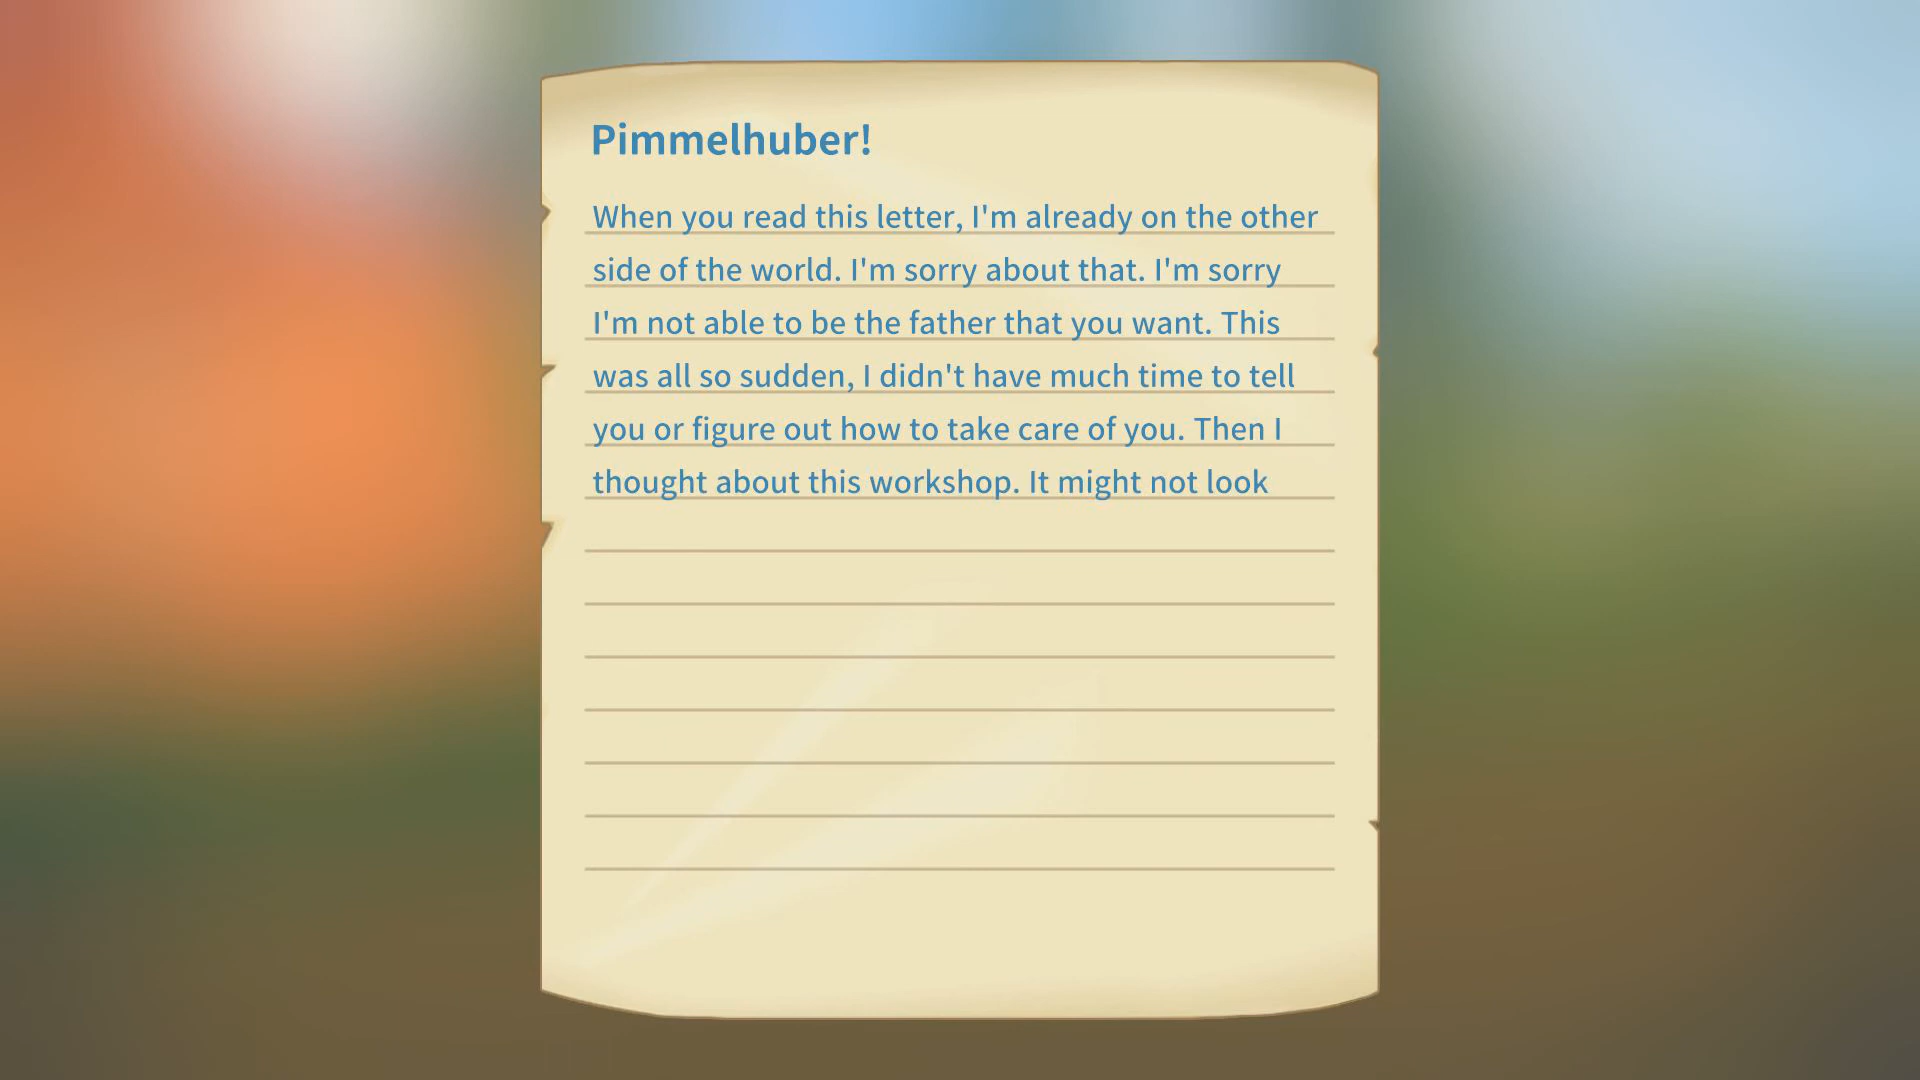 Pimmelhuber!
When you read this letter, I'm already on the other
side of the world. I'm sorry about that. I'm sorry
I'm not able to be the father that you want. This
was all so sudden, I didn't have much time to tell
you or figure out how to take care of you. Then I
thought about this workshop. It might not look